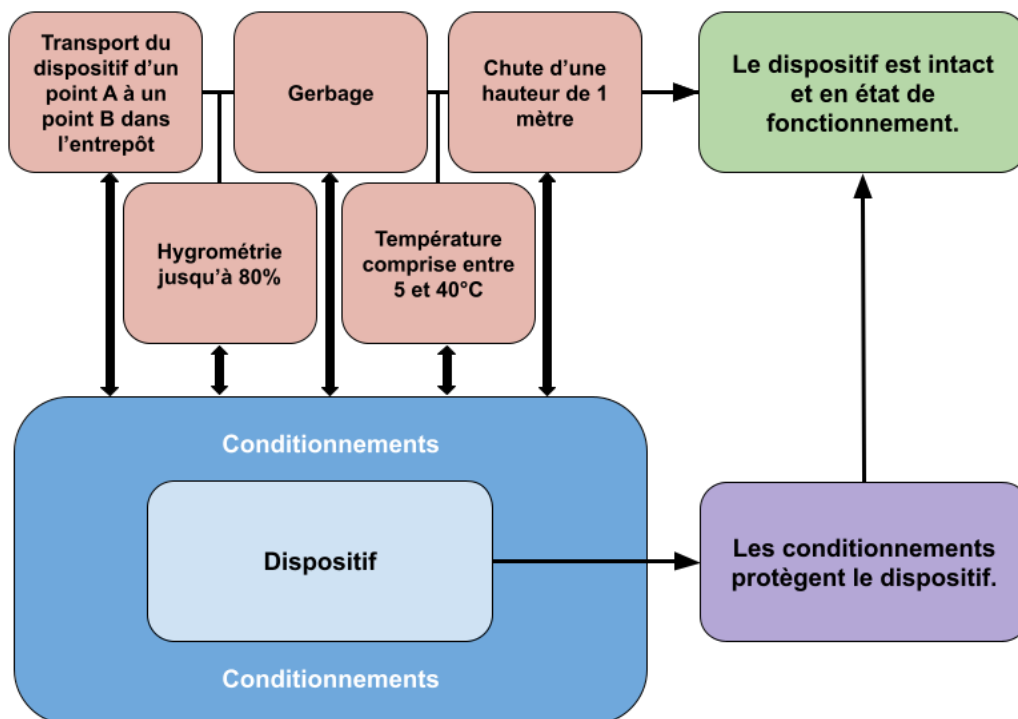 Transport du
dispositif d’un
point A à un
point B dans
l’entrepôt
Gerbage
Chute d’une
hauteur de 1
mètre
Le dispositif est intact
et en état de
fonctionnement.
Hygrométrie
jusqu’à 80%
Température
comprise entre
5 et 40°C
Conditionnements
Dispositif
Les conditionnements
protègent le dispositif.
Conditionnements